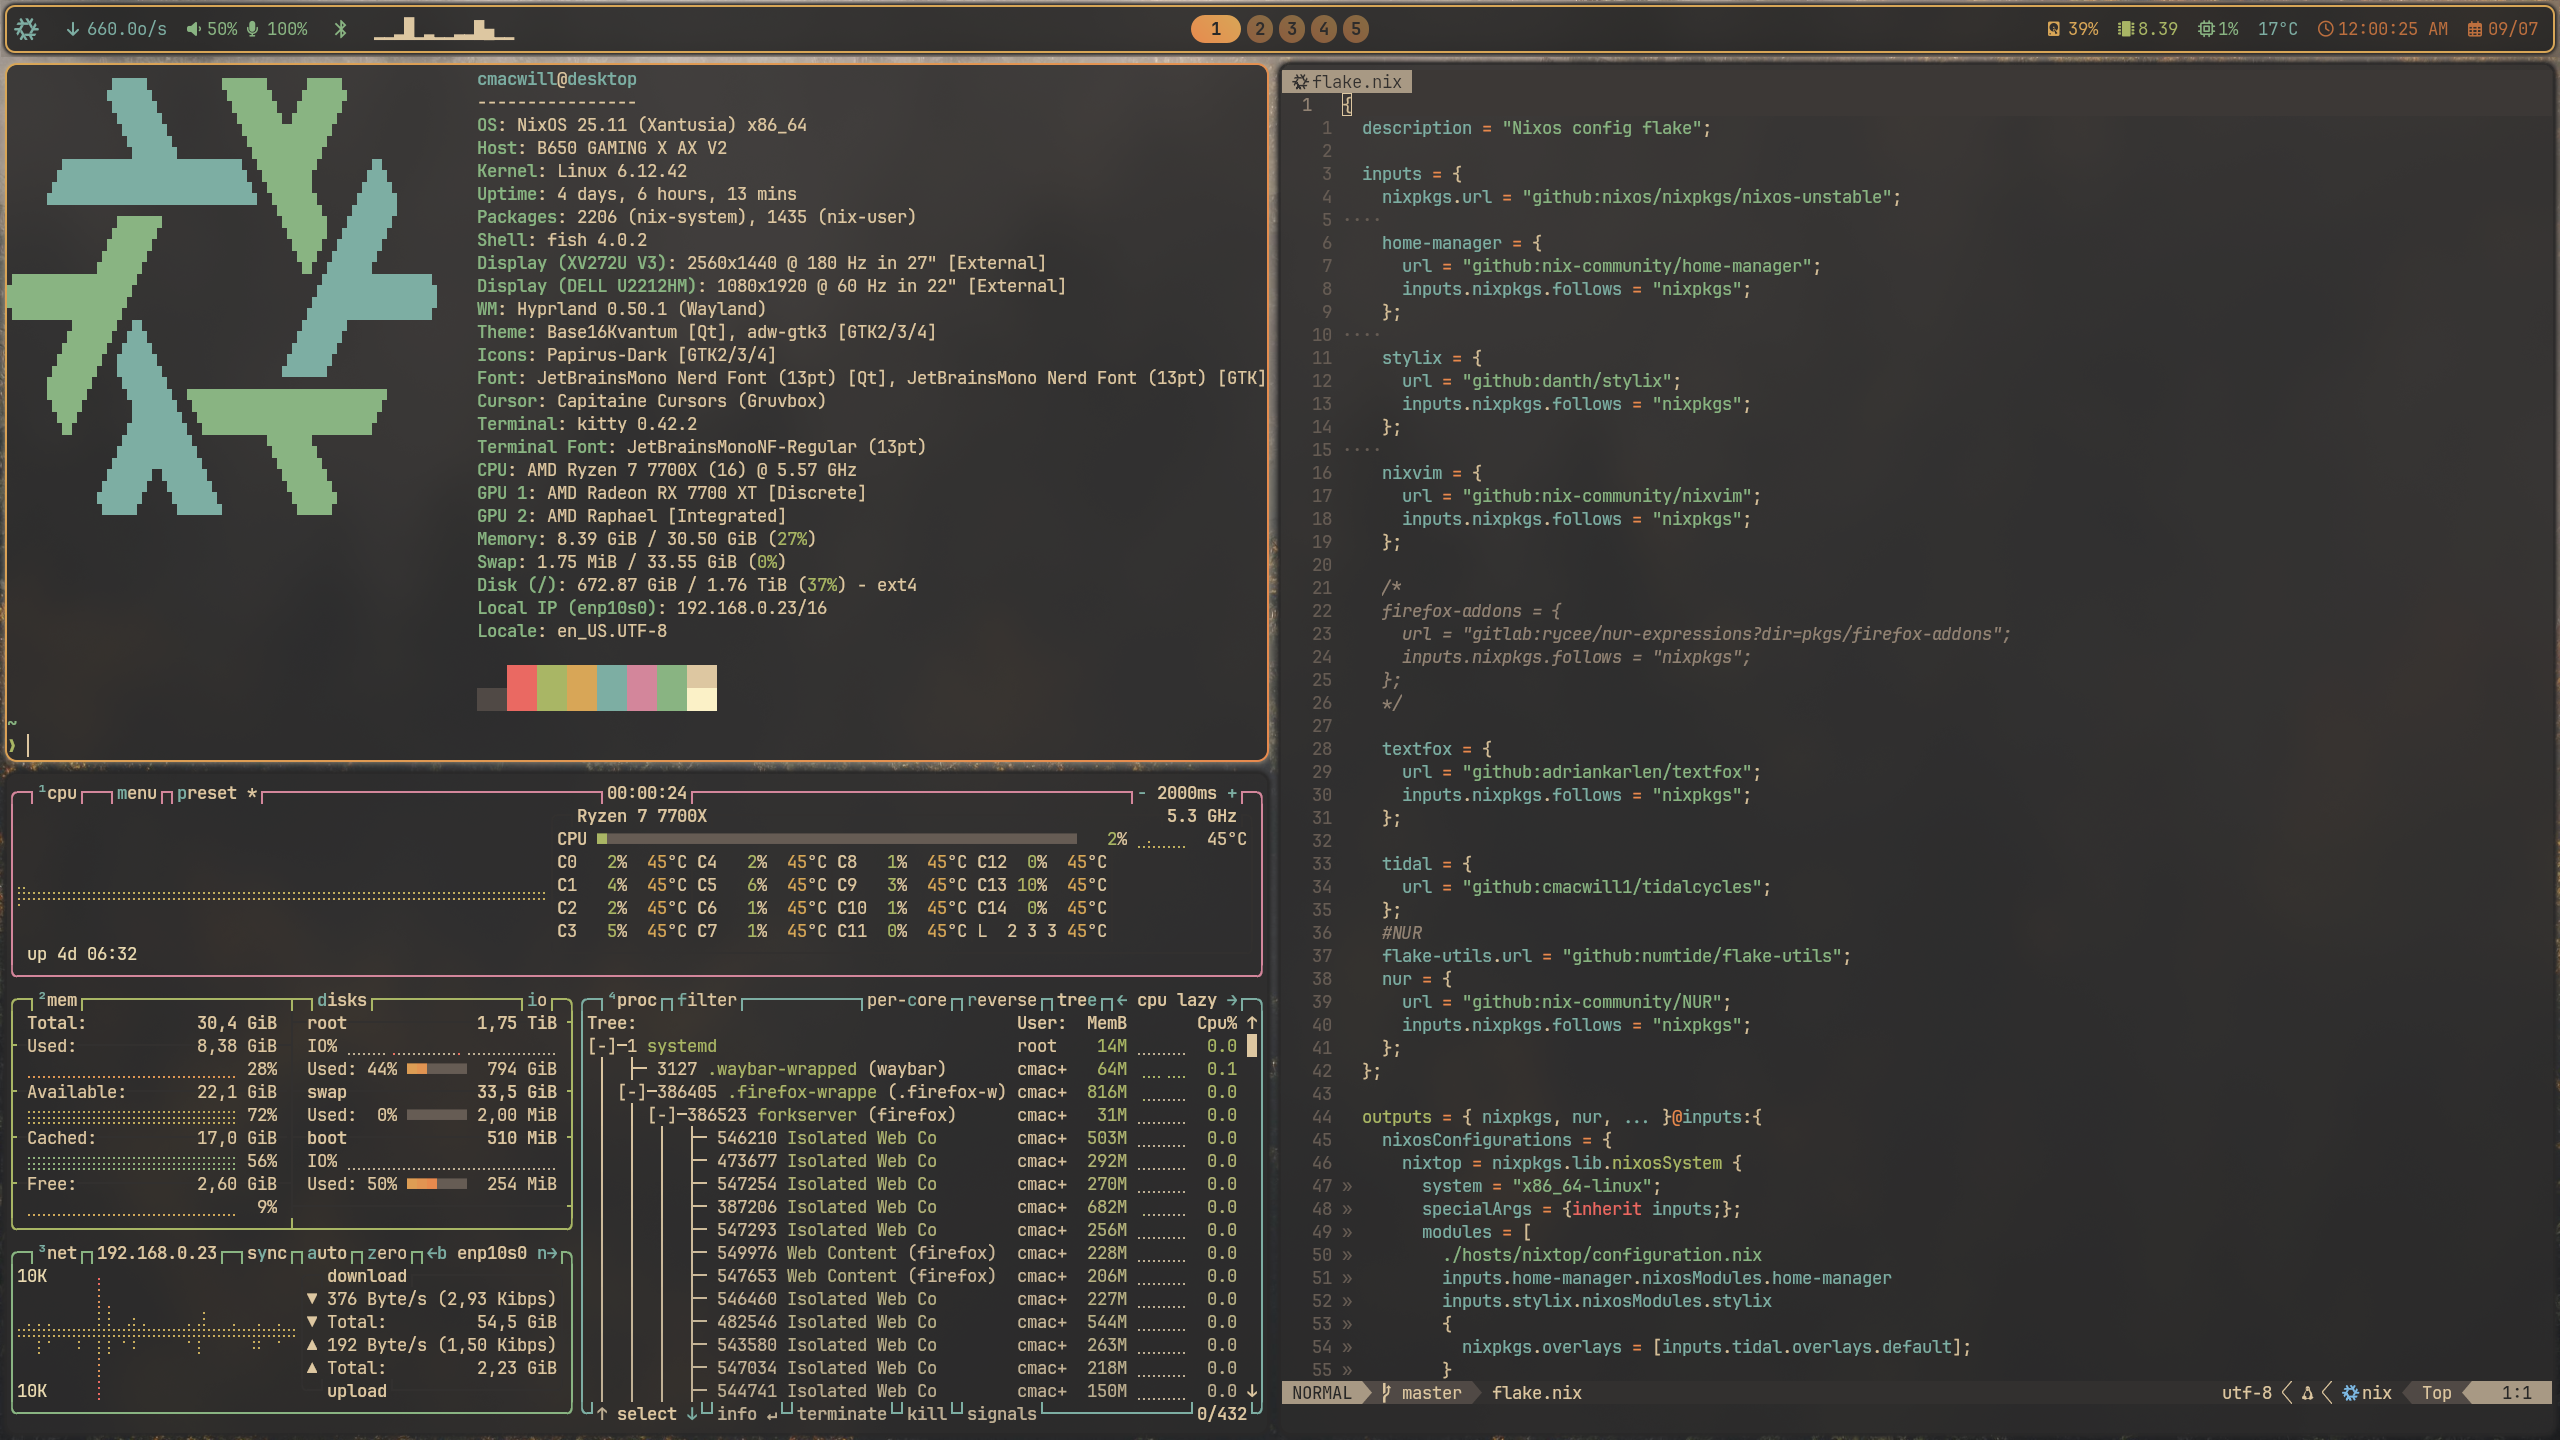 660.0o/s 50% 100% 1 2 3 4 5 39% 8.39 1% 17°C 12:00:25 AM 09/07
cmacwill@desktop
----------------
OS: NixOS 25.11 (Xantusia) x86_64
Host: B650 GAMING X AX V2
Kernel: Linux 6.12.42
Uptime: 4 days, 6 hours, 13 mins
Packages: 2206 (nix-system), 1435 (nix-user)
Shell: fish 4.0.2
Display (XV272U V3): 2560x1440 @ 180 Hz in 27" [External]
Display (DELL U2212HM): 1080x1920 @ 60 Hz in 22" [External]
WM: Hyprland 0.50.1 (Wayland)
Theme: Base16Kvantum [Qt], adw-gtk3 [GTK2/3/4]
Icons: Papirus-Dark [GTK2/3/4]
Font: JetBrainsMono Nerd Font (13pt) [Qt], JetBrainsMono Nerd Font (13pt) [GTK]
Cursor: Capitaine Cursors (Gruvbox)
Terminal: kitty 0.42.2
Terminal Font: JetBrainsMonoNF-Regular (13pt)
CPU: AMD Ryzen 7 7700X (16) @ 5.57 GHz
GPU 1: AMD Radeon RX 7700 XT [Discrete]
GPU 2: AMD Raphael [Integrated]
Memory: 8.39 GiB / 30.50 GiB (27%)
Swap: 1.75 MiB / 33.55 GiB (0%)
Disk (/): 672.87 GiB / 1.76 TiB (37%) - ext4
Local IP (enp10s0): 192.168.0.23/16
Locale: en_US.UTF-8
~
❯
¹cpu menu preset * 00:00:24 - 2000ms +
Ryzen 7 7700X 5.3 GHz
CPU 2% 45°C
C0 2% 45°C C4 2% 45°C C8 1% 45°C C12 0% 45°C
C1 4% 45°C C5 6% 45°C C9 3% 45°C C13 10% 45°C
C2 2% 45°C C6 1% 45°C C10 1% 45°C C14 0% 45°C
C3 5% 45°C C7 1% 45°C C11 0% 45°C L 2 3 3 45°C
up 4d 06:32
²mem disks io
Total: 30,4 GiB root 1,75 TiB
Used: 8,38 GiB IO%
28% Used: 44% 794 GiB
Available: 22,1 GiB swap 33,5 GiB
72% Used: 0% 2,00 MiB
Cached: 17,0 GiB boot 510 MiB
56% IO%
Free: 2,60 GiB Used: 50% 254 MiB
9%
³net 192.168.0.23 sync auto zero ←b enp10s0 n→
10K download
▼ 376 Byte/s (2,93 Kibps)
▼ Total: 54,5 GiB
▲ 192 Byte/s (1,50 Kibps)
▲ Total: 2,23 GiB
10K upload
⁴proc filter per-core reverse tree ← cpu lazy →
Tree: User: MemB Cpu% ↑
[-]─1 systemd root 14M 0.0
3127 .waybar-wrapped (waybar) cmac+ 64M 0.1
[-]─386405 .firefox-wrappe (.firefox-w) cmac+ 816M 0.0
[-]─386523 forkserver (firefox) cmac+ 31M 0.0
546210 Isolated Web Co cmac+ 503M 0.0
473677 Isolated Web Co cmac+ 292M 0.0
547254 Isolated Web Co cmac+ 270M 0.0
387206 Isolated Web Co cmac+ 682M 0.0
547293 Isolated Web Co cmac+ 256M 0.0
549976 Web Content (firefox) cmac+ 228M 0.0
547653 Web Content (firefox) cmac+ 206M 0.0
546460 Isolated Web Co cmac+ 227M 0.0
482546 Isolated Web Co cmac+ 544M 0.0
543580 Isolated Web Co cmac+ 263M 0.0
547034 Isolated Web Co cmac+ 218M 0.0
544741 Isolated Web Co cmac+ 150M 0.0 ↓
↑ select ↓ info ↵ terminate kill signals 0/432
flake.nix
1 {
1 description = "Nixos config flake";
2
3 inputs = {
4 nixpkgs.url = "github:nixos/nixpkgs/nixos-unstable";
5 ····
6 home-manager = {
7 url = "github:nix-community/home-manager";
8 inputs.nixpkgs.follows = "nixpkgs";
9 };
10 ····
11 stylix = {
12 url = "github:danth/stylix";
13 inputs.nixpkgs.follows = "nixpkgs";
14 };
15 ····
16 nixvim = {
17 url = "github:nix-community/nixvim";
18 inputs.nixpkgs.follows = "nixpkgs";
19 };
20
21 /*
22 firefox-addons = {
23 url = "gitlab:rycee/nur-expressions?dir=pkgs/firefox-addons";
24 inputs.nixpkgs.follows = "nixpkgs";
25 };
26 */
27
28 textfox = {
29 url = "github:adriankarlen/textfox";
30 inputs.nixpkgs.follows = "nixpkgs";
31 };
32
33 tidal = {
34 url = "github:cmacwill1/tidalcycles";
35 };
36 #NUR
37 flake-utils.url = "github:numtide/flake-utils";
38 nur = {
39 url = "github:nix-community/NUR";
40 inputs.nixpkgs.follows = "nixpkgs";
41 };
42 };
43
44 outputs = { nixpkgs, nur, ... }@inputs:{
45 nixosConfigurations = {
46 nixtop = nixpkgs.lib.nixosSystem {
47 » system = "x86_64-linux";
48 » specialArgs = {inherit inputs;};
49 » modules = [
50 » ./hosts/nixtop/configuration.nix
51 » inputs.home-manager.nixosModules.home-manager
52 » inputs.stylix.nixosModules.stylix
53 » {
54 » nixpkgs.overlays = [inputs.tidal.overlays.default];
55 » }
NORMAL master flake.nix utf-8 nix Top 1:1